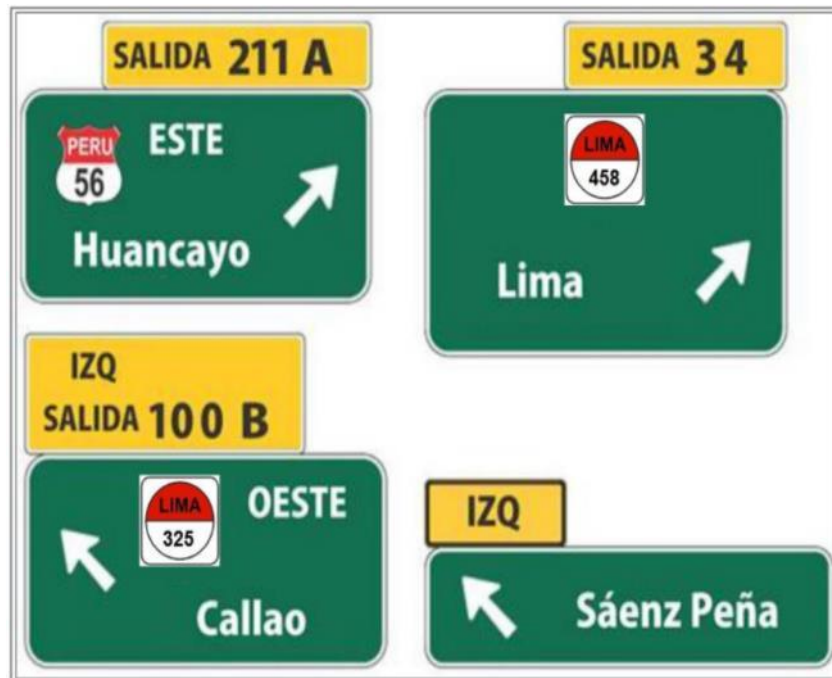 SALIDA 211 A
PERU
56
ESTE
Huancayo
SALIDA 34
LIMA
458
Lima
IZQ
SALIDA 100 B
LIMA
325
OESTE
Callao
IZQ
Sáenz Peña